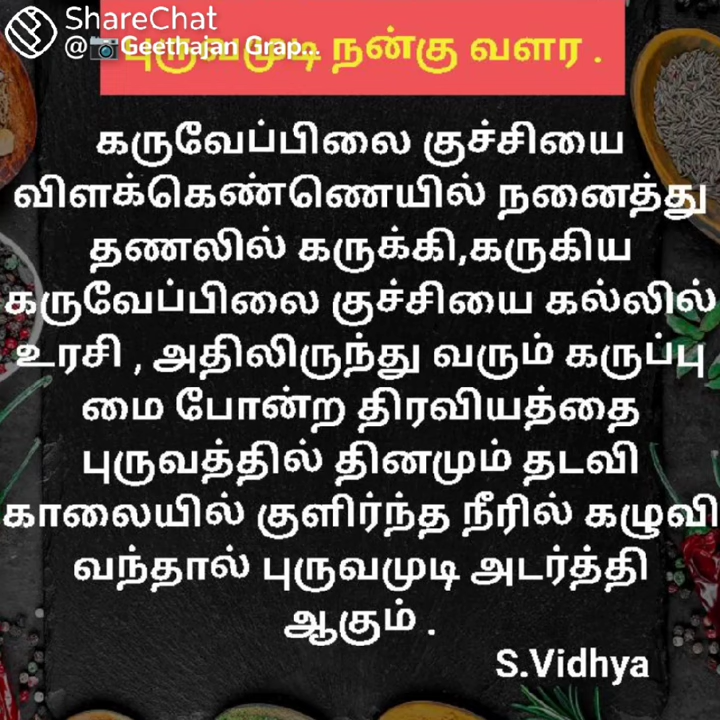 ShareChat
@📷Geethajan Grap...
புருவமுடி நன்கு வளர .
கருவேப்பிலை குச்சியை
விளக்கெண்ணெயில் நனைத்து
தணலில் கருக்கி,கருகிய
கருவேப்பிலை குச்சியை கல்லில்
உரசி , அதிலிருந்து வரும் கருப்பு
மை போன்ற திரவியத்தை
புருவத்தில் தினமும் தடவி
காலையில் குளிர்ந்த நீரில் கழுவி
வந்தால் புருவமுடி அடர்த்தி
ஆகும் .
S.Vidhya